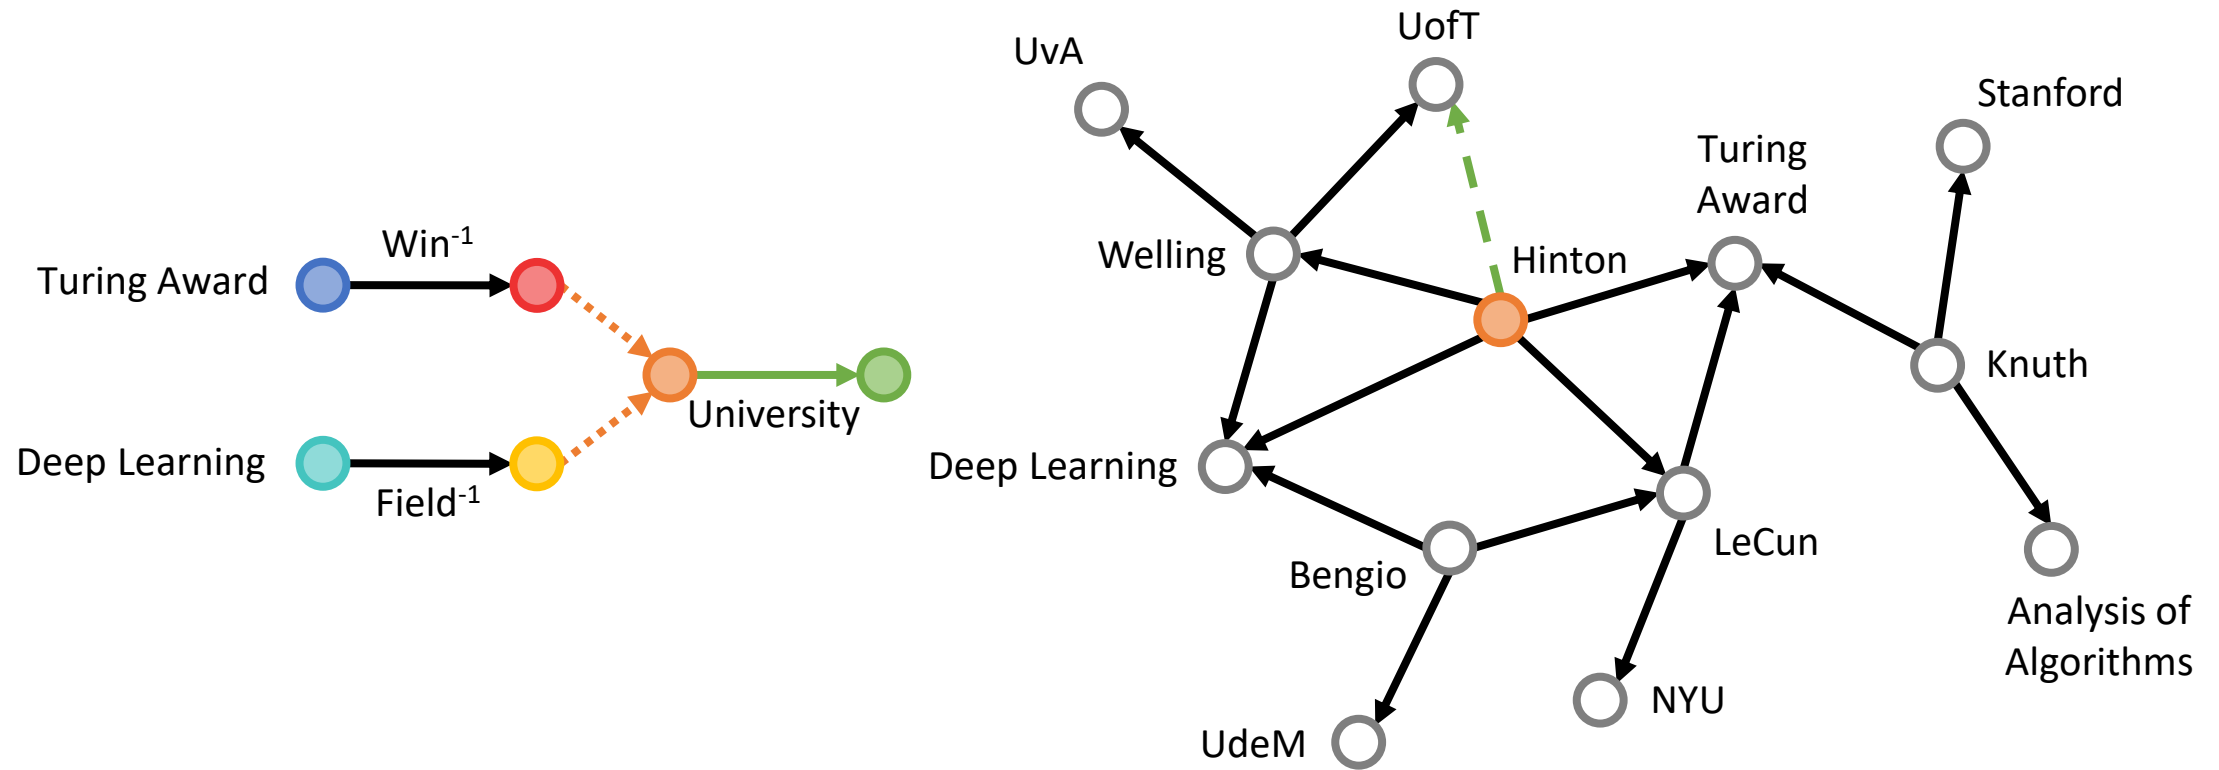 Turing Award
Win⁻¹
Deep Learning
Field⁻¹
University
UvA
UofT
Stanford
Turing
Award
Welling
Hinton
Knuth
Deep Learning
LeCun
Bengio
Analysis of
Algorithms
NYU
UdeM